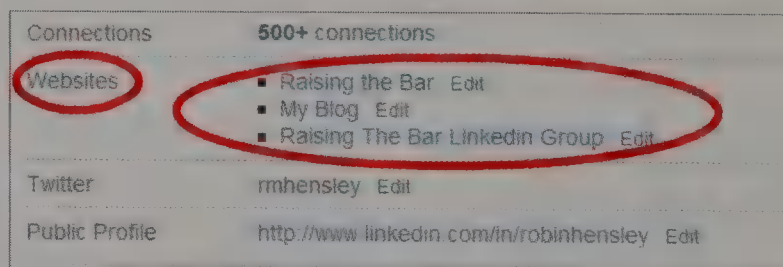 Connections 500+ connections
Websites ▪ Raising the Bar Edit
▪ My Blog Edit
▪ Raising The Bar Linkedin Group Edit
Twitter rmhensley Edit
Public Profile http://www.linkedin.com/in/robinhensley Edit